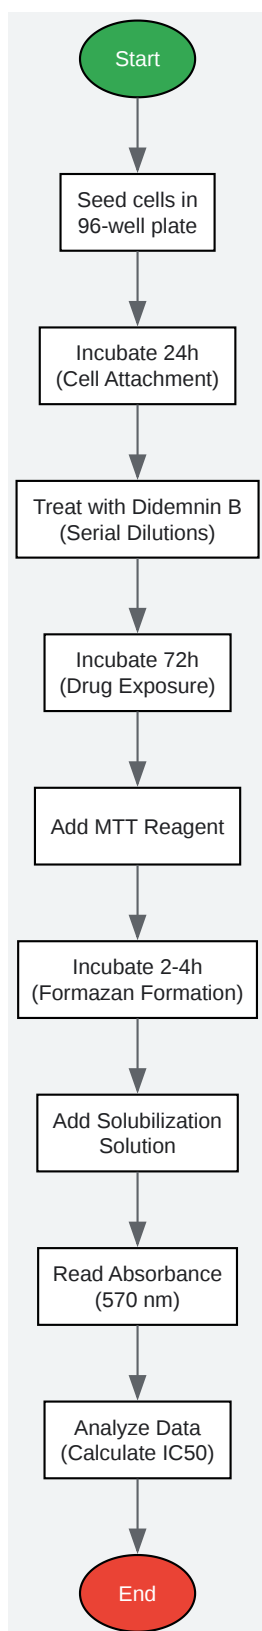 Start
Seed cells in
96-well plate
Incubate 24h
(Cell Attachment)
Treat with Didemnin B
(Serial Dilutions)
Incubate 72h
(Drug Exposure)
Add MTT Reagent
Incubate 2-4h
(Formazan Formation)
Add Solubilization
Solution
Read Absorbance
(570 nm)
Analyze Data
(Calculate IC50)
End